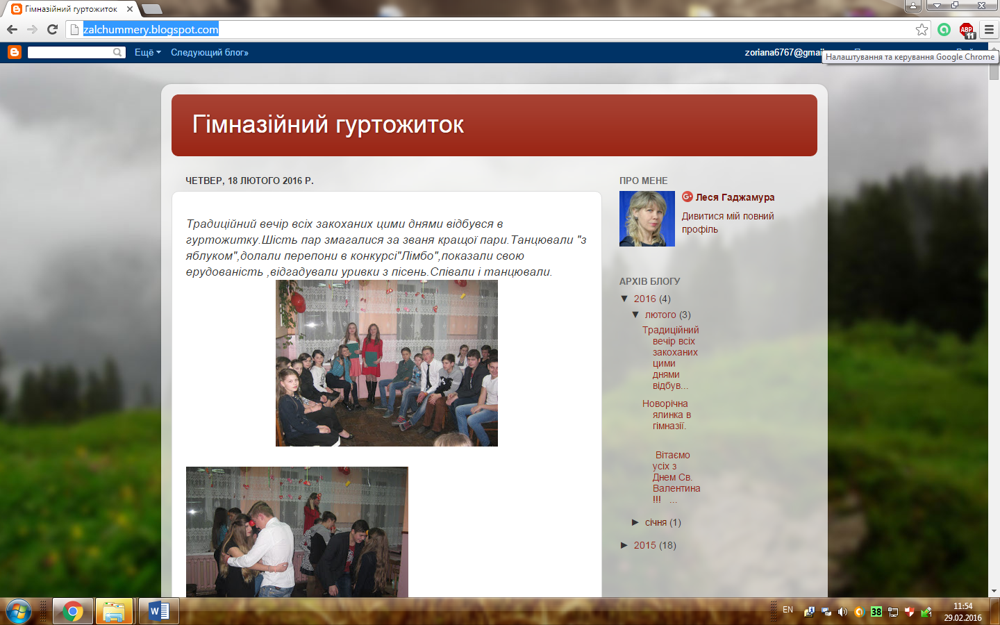 Гімназійний гуртожиток
zalchummery.blogspot.com
ABP
11
Ещё
Следующий блог»
zoriana6767@gmail
Налаштування та керування Google Chrome
Гімназійний гуртожиток
ЧЕТВЕР, 18 ЛЮТОГО 2016 Р.
Традиційний вечір всіх закоханих цими днями відбувся в
гуртожитку.Шість пар змагалися за званя кращої пари.Танцювали "з
яблуком",долали перепони в конкурсі"Лімбо",показали свою
ерудованість ,відгадували уривки з пісень.Співали і танцювали.
ПРО МЕНЕ
Леся Гаджамура
Дивитися мій повний
профіль
АРХІВ БЛОГУ
▼ 2016 (4)
▼ лютого (3)
Традиційний
вечір всіх
закоханих
цими
днями
відбув...
Новорічна
ялинка в
гімназії.
Вітаємо
усіх з
Днем Св.
Валентина
!!! ...
► січня (1)
► 2015 (18)
EN
38
11:54
29.02.2016